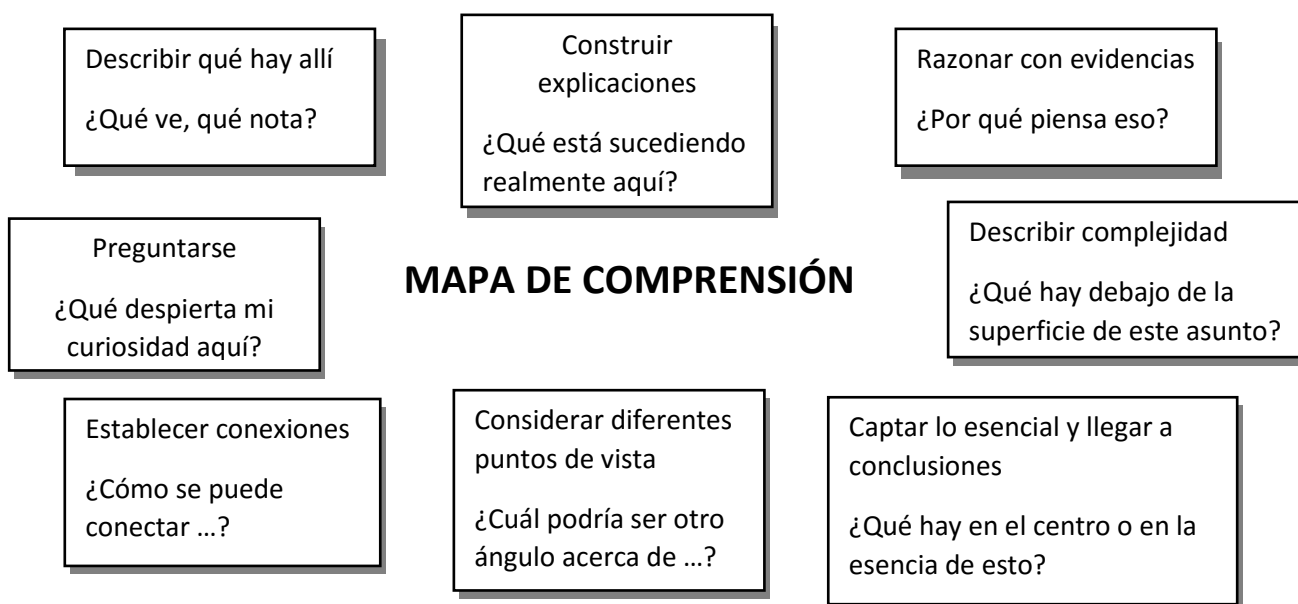 Describir qué hay allí
¿Qué ve, qué nota?
Construir
explicaciones
¿Qué está sucediendo
realmente aquí?
Razonar con evidencias
¿Por qué piensa eso?
Preguntarse
¿Qué despierta mi
curiosidad aquí?
MAPA DE COMPRENSIÓN
Describir complejidad
¿Qué hay debajo de la
superficie de este asunto?
Establecer conexiones
¿Cómo se puede
conectar …?
Considerar diferentes
puntos de vista
¿Cuál podría ser otro
ángulo acerca de …?
Captar lo esencial y llegar a
conclusiones
¿Qué hay en el centro o en la
esencia de esto?